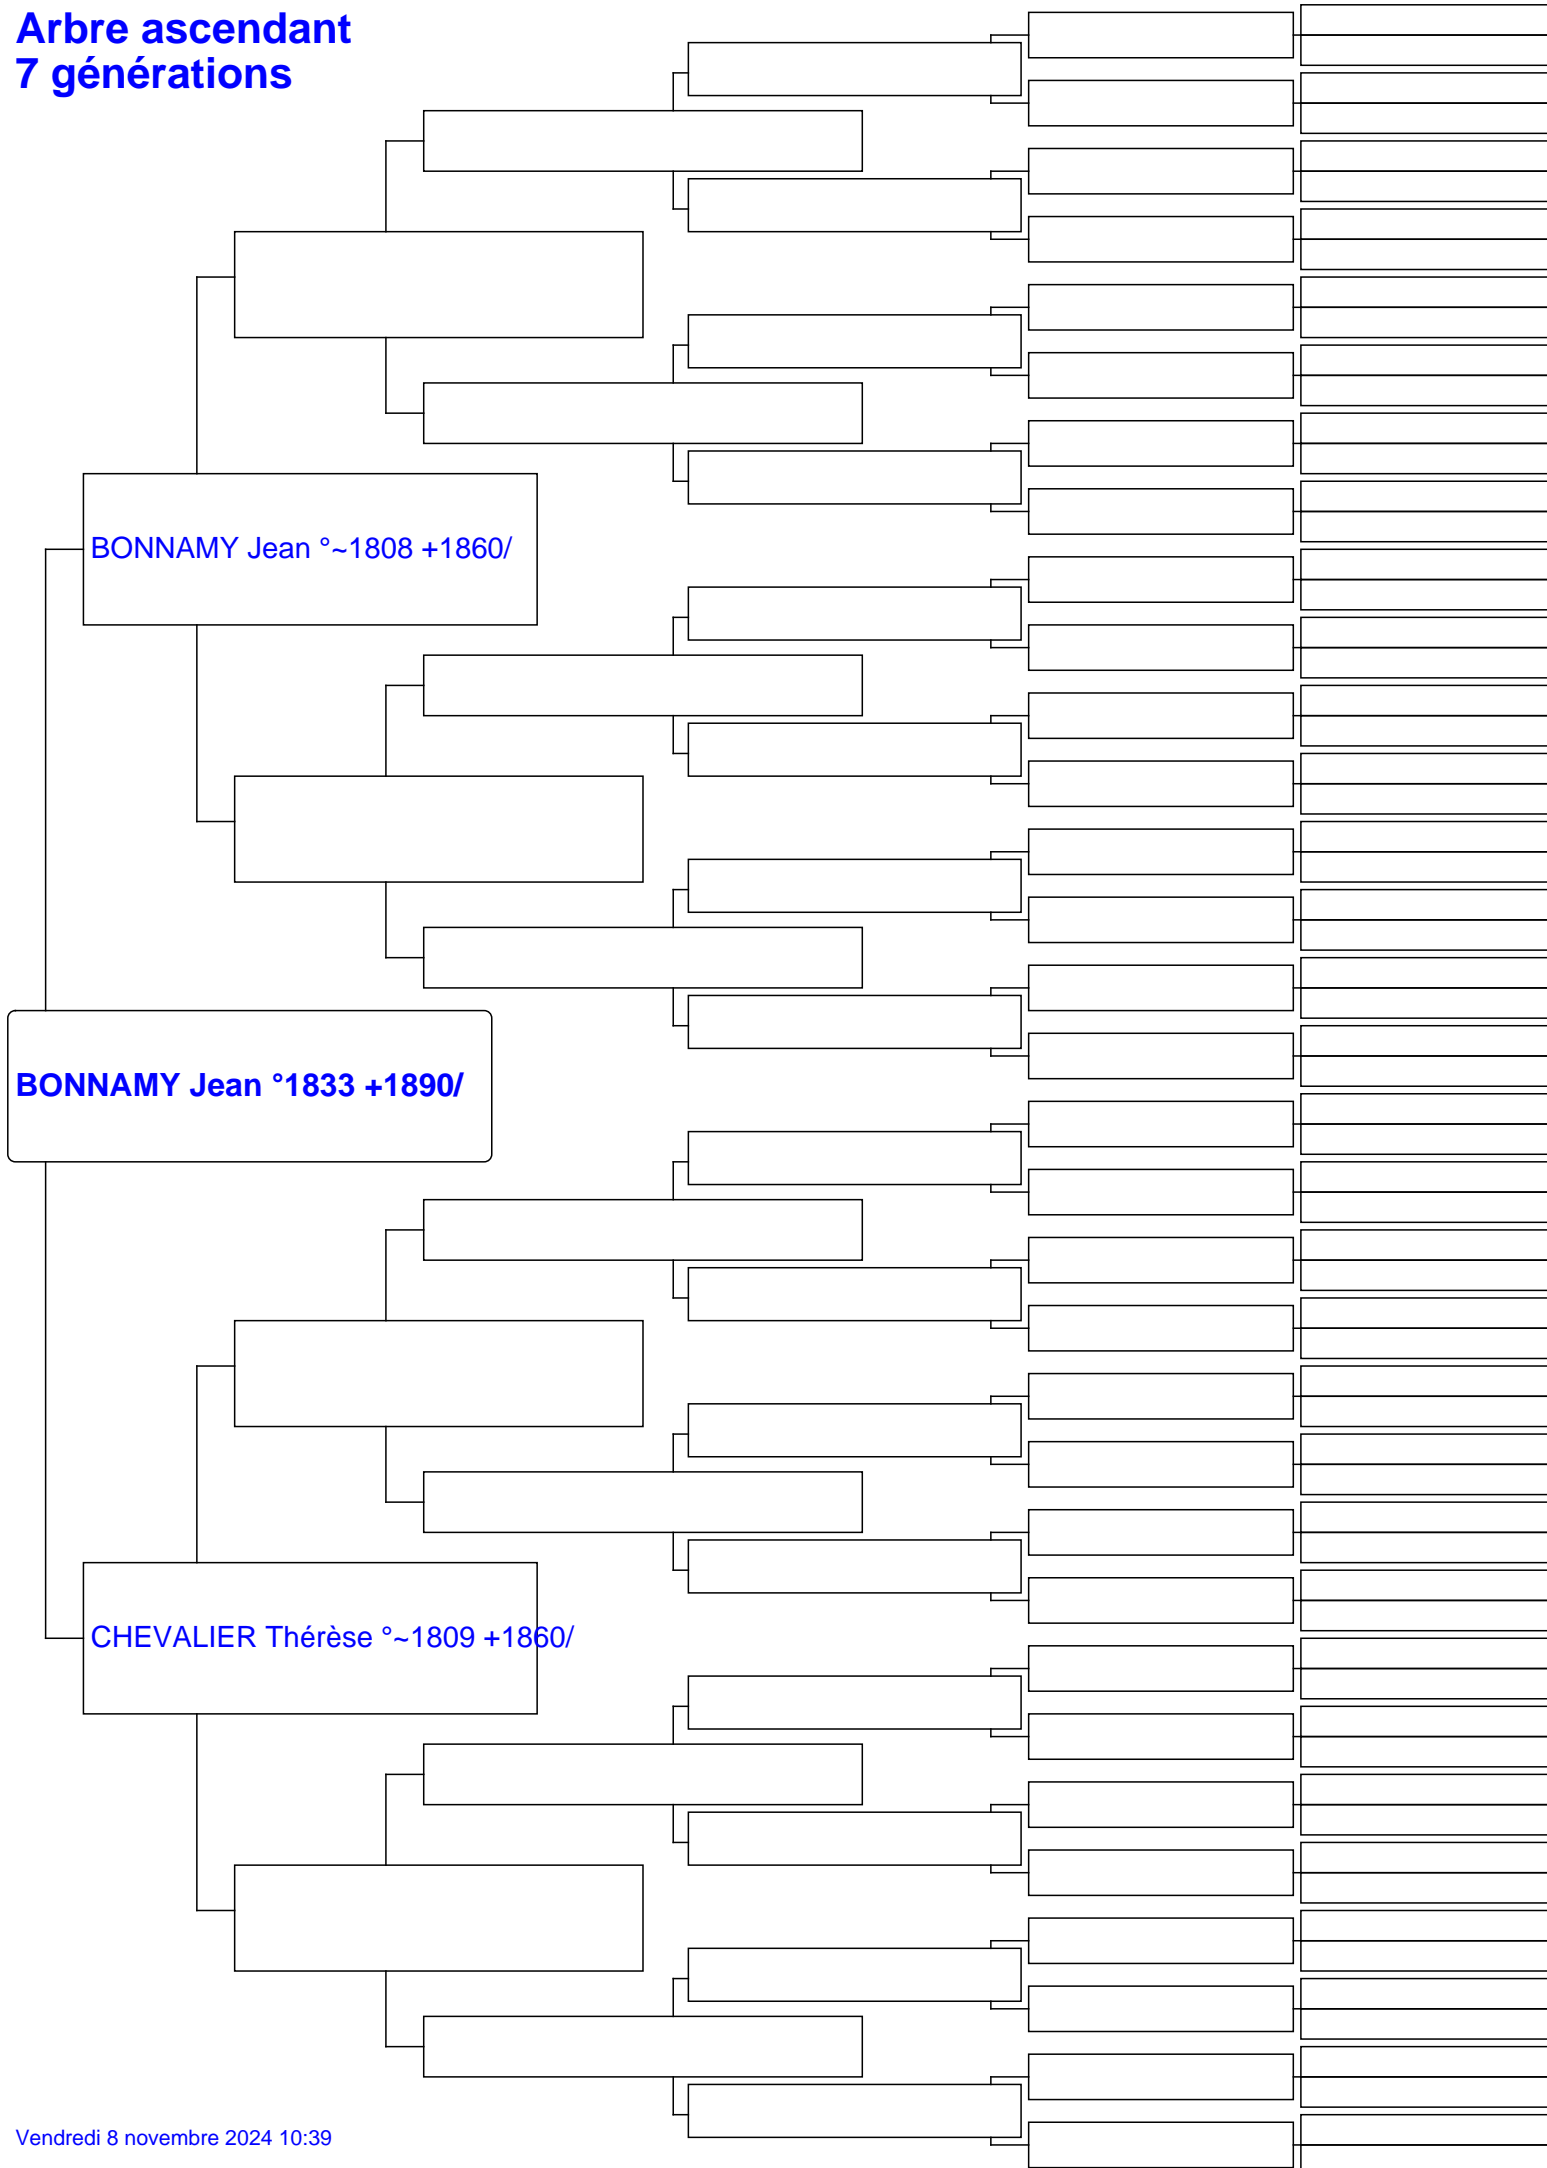 Arbre ascendant
7 générations
BONNAMY Jean °~1808 +1860/
BONNAMY Jean °1833 +1890/
CHEVALIER Thérèse °~1809 +1860/
Vendredi 8 novembre 2024 10:39